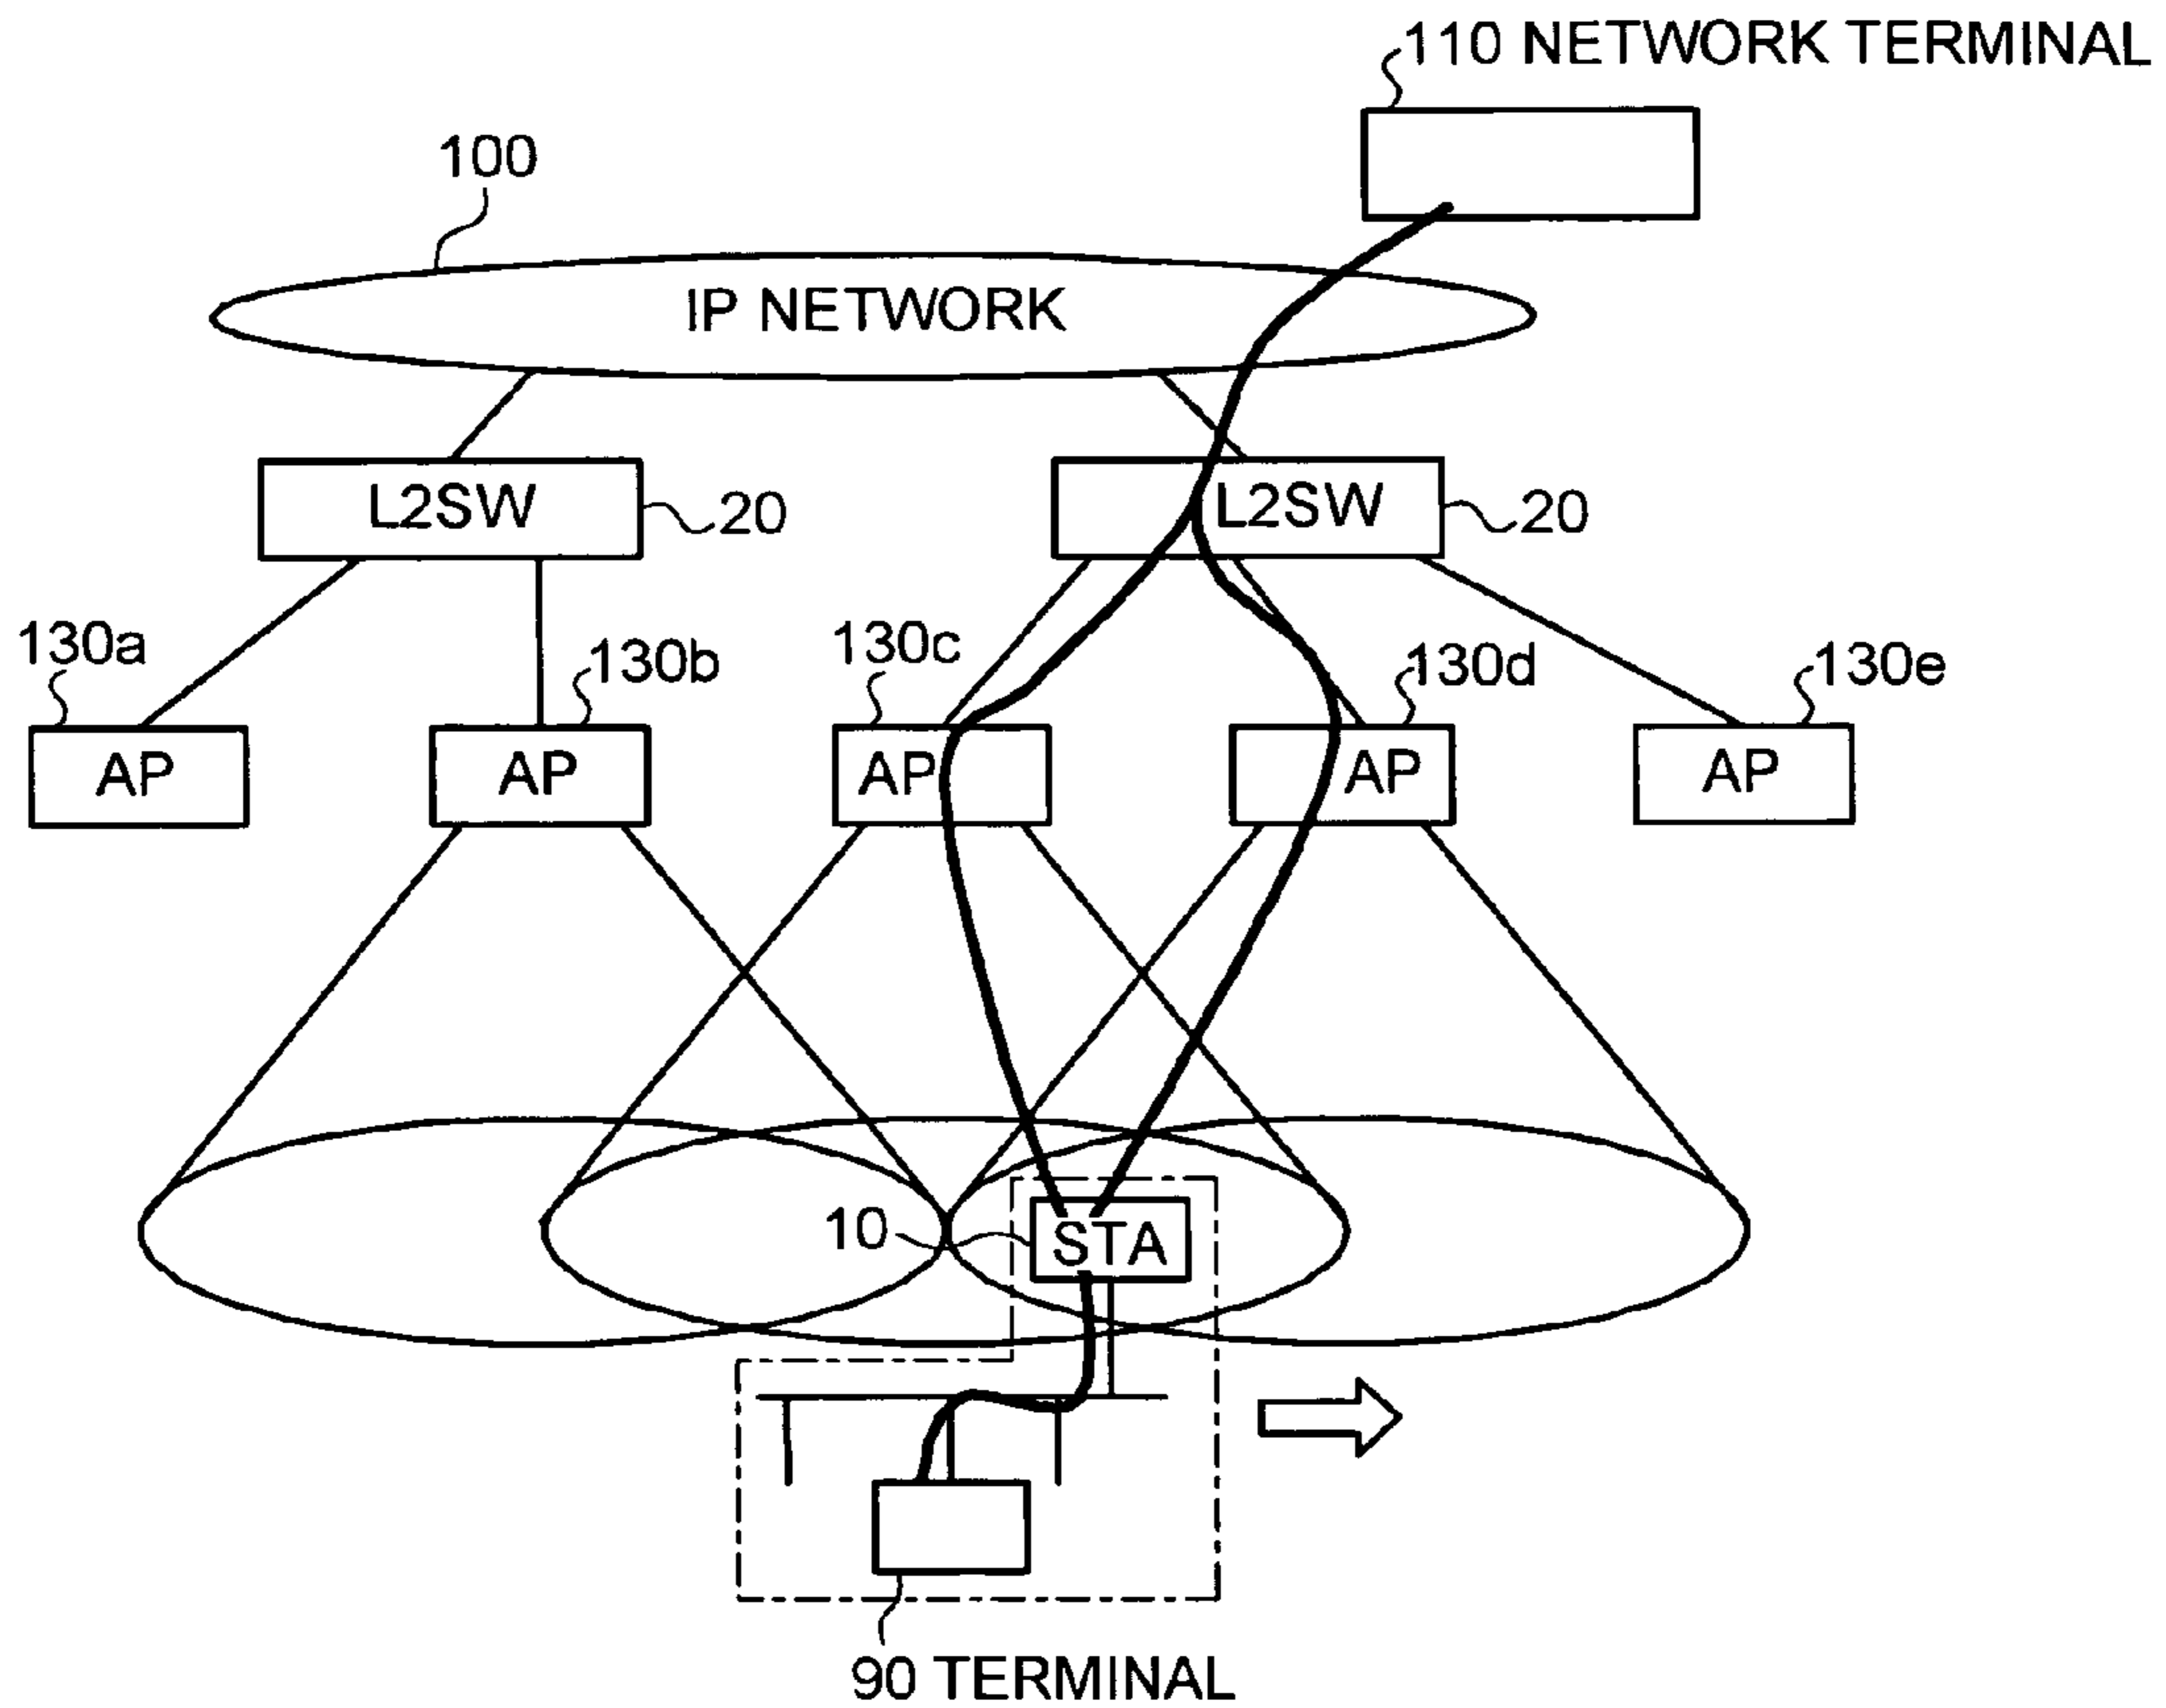 110 NETWORK TERMINAL
100
IP NETWORK
L2SW
20
L2SW
20
130a
130b
130c
130d
130e
AP
AP
AP
AP
AP
10
STA
90 TERMINAL